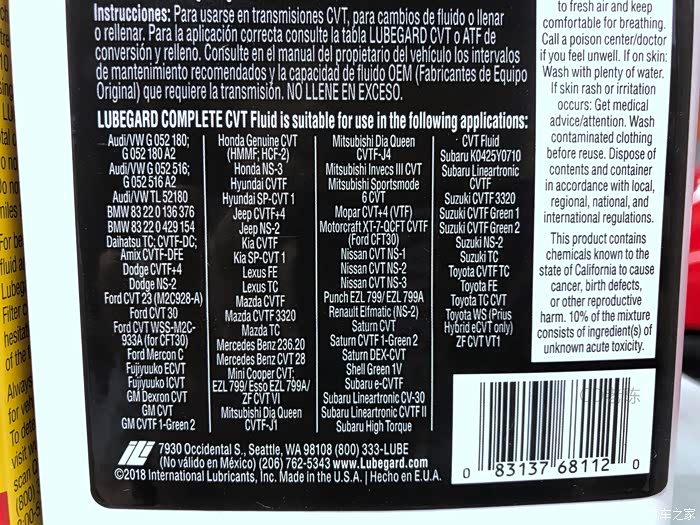 Instrucciones: Para usarse en transmisiones CVT, para cambios de fluido o llenar
o rellenar. Para la aplicación correcta consulte la tabla LUBEGARD CVT o ATF de
conversión y relleno. Consulte en el manual del propietario del vehículo los intervalos
de mantenimiento recomendados y la capacidad de fluido OEM (Fabricantes de Equipo
Original) que requiere la transmisión. NO LLENE EN EXCESO.
LUBEGARD COMPLETE CVT Fluid is suitable for use in the following applications:
Audi/VW G 052 180;
G 052 180 A2
Audi/VW G 052 516;
G 052 516 A2
Audi/VW TL 52180
BMW 83 22 0 136 376
BMW 83 22 0 429 154
Daihatsu TC; CVTF-DC;
Amix CVTF-DFE
Dodge CVTF+4
Dodge NS-2
Ford CVT 23 (M2C928-A)
Ford CVT 30
Ford CVT WSS-M2C-
933A (for CFT30)
Ford Mercon C
Fujiyuuko ECVT
Fujiyuuko ICVT
GM Dexron CVT
GM CVT
GM CVTF 1-Green 2
Honda Genuine CVT
(HMMF; HCF-2)
Honda NS-3
Hyundai CVTF
Hyundai SP-CVT 1
Jeep CVTF+4
Jeep NS-2
Kia CVTF
Kia SP-CVT 1
Lexus FE
Lexus TC
Mazda CVTF
Mazda CVTF 3320
Mazda TC
Mercedes Benz 236.20
Mercedes Benz CVT 28
Mini Cooper CVT;
EZL 799/ Esso EZL 799A/
ZF CVT VI
Mitsubishi Dia Queen
CVTF-J1
Mitsubishi Dia Queen
CVTF-J4
Mitsubishi Invecs III CVT
Mitsubishi Sportsmode
6 CVT
Mopar CVT+4 (VTF)
Motorcraft XT-7-QCFT CVTF
(Ford CFT30)
Nissan CVT NS-1
Nissan CVT NS-2
Nissan CVT NS-3
Punch EZL 799/ EZL 799A
Renault Elfmatic (NS-2)
Saturn CVT
Saturn CVTF 1-Green 2
Saturn DEX-CVT
Shell Green 1V
Subaru e-CVTF
Subaru Lineartronic CV-30
Subaru Lineartronic CVTF II
Subaru High Torque
CVT Fluid
Subaru K0425Y0710
Subaru Lineartronic
CVTF
Suzuki CVTF 3320
Suzuki CVTF Green 1
Suzuki CVTF Green 2
Suzuki NS-2
Suzuki TC
Toyota CVTF TC
Toyota FE
Toyota TC CVT
Toyota WS (Prius
Hybrid eCVT only)
ZF CVT VT1
to fresh air and keep
comfortable for breathing.
Call a poison center/doctor
if you feel unwell. If on skin:
Wash with plenty of water.
If skin rash or irritation
occurs: Get medical
advice/attention. Wash
contaminated clothing
before reuse. Dispose of
contents and container
in accordance with local,
regional, national, and
international regulations.
This product contains
chemicals known to the
state of California to cause
cancer, birth defects,
or other reproductive
harm. 10% of the mixture
consists of ingredient(s) of
unknown acute toxicity.
7930 Occidental S., Seattle, WA 98108 (800) 333-LUBE
(No válido en México) (206) 762-5343 www.Lubegard.com
©2018 International Lubricants, Inc. Made in the U.S.A. | Hecho en E.U.A.
0 83137 68112 0